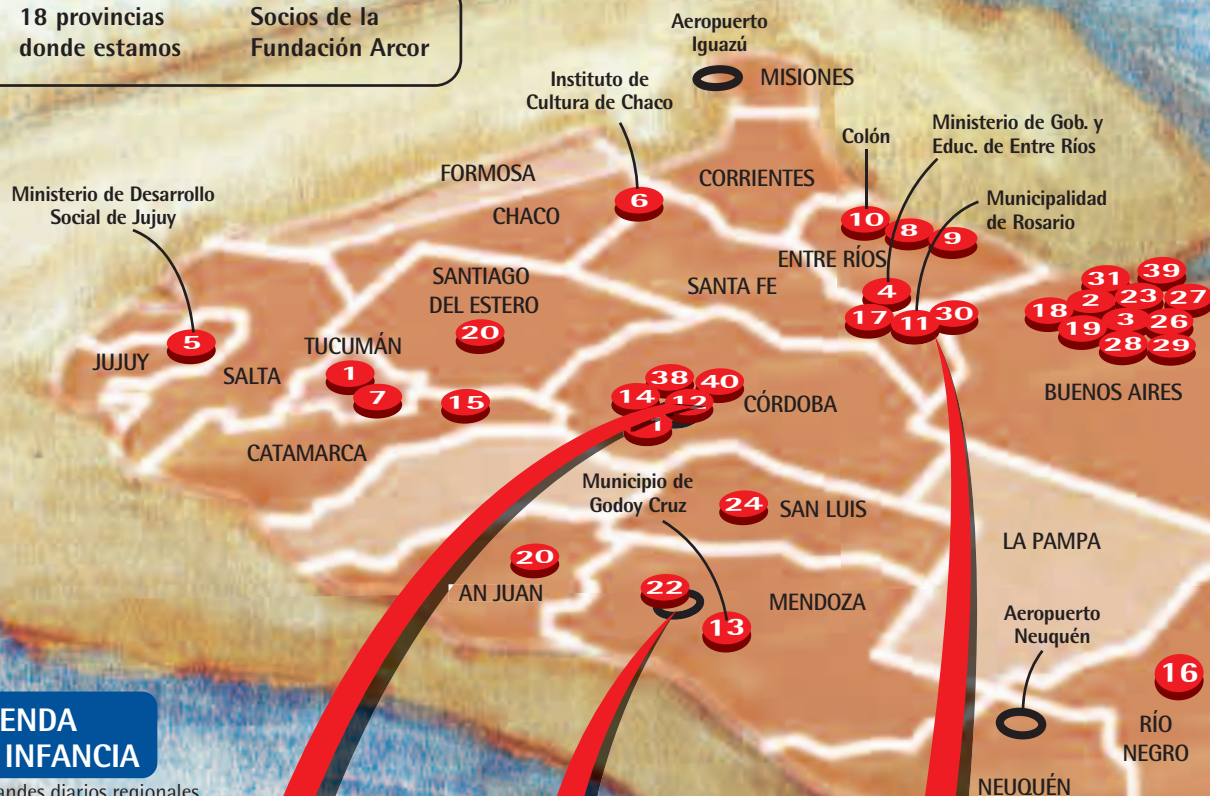 18 provincias
donde estamos
Socios de la
Fundación Arcor
Aeropuerto
Iguazú
MISIONES
Instituto de
Cultura de Chaco
Colón
Ministerio de Gob. y
Educ. de Entre Ríos
Ministerio de Desarrollo
Social de Jujuy
FORMOSA
CORRIENTES
Municipalidad
de Rosario
6
CHACO
10
8
9
ENTRE RÍOS
SANTIAGO
DEL ESTERO
SANTA FE
31
39
4
2
23
27
18
17
11
30
3
26
19
20
5
28
29
JUJUY
TUCUMÁN
SALTA
1
7
15
38
40
14
12
CÓRDOBA
1
BUENOS AIRES
CATAMARCA
Municipio de
Godoy Cruz
24
SAN LUIS
LA PAMPA
20
AN JUAN
22
MENDOZA
13
Aeropuerto
Neuquén
16
RÍO
NEGRO
NEUQUÉN
ENDA
INFANCIA
andes diarios regionales